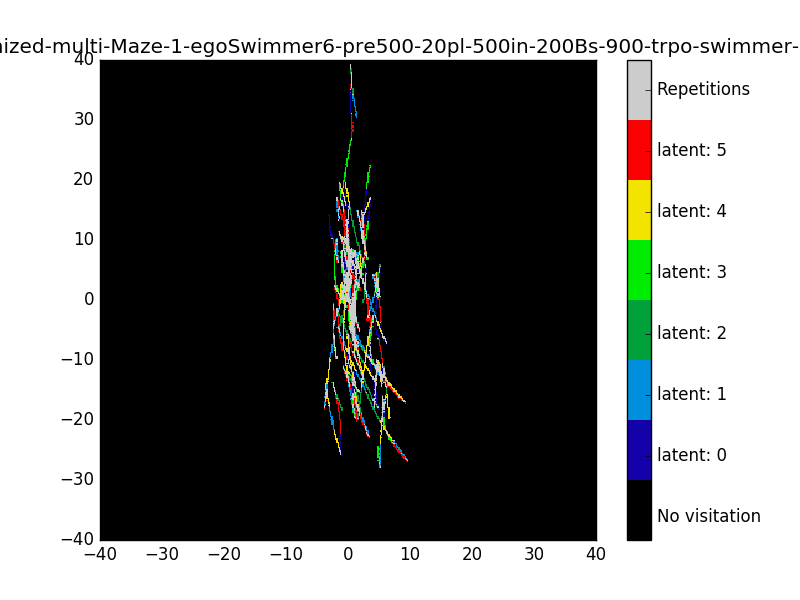 ized-multi-Maze-1-egoSwimmer6-pre500-20pl-500in-200Bs-900-trpo-swimmer-
40
30
20
10
0
−10
−20
−30
−40
−40
−30
−20
−10
0
10
20
30
40
Repetitions
latent: 5
latent: 4
latent: 3
latent: 2
latent: 1
latent: 0
No visitation